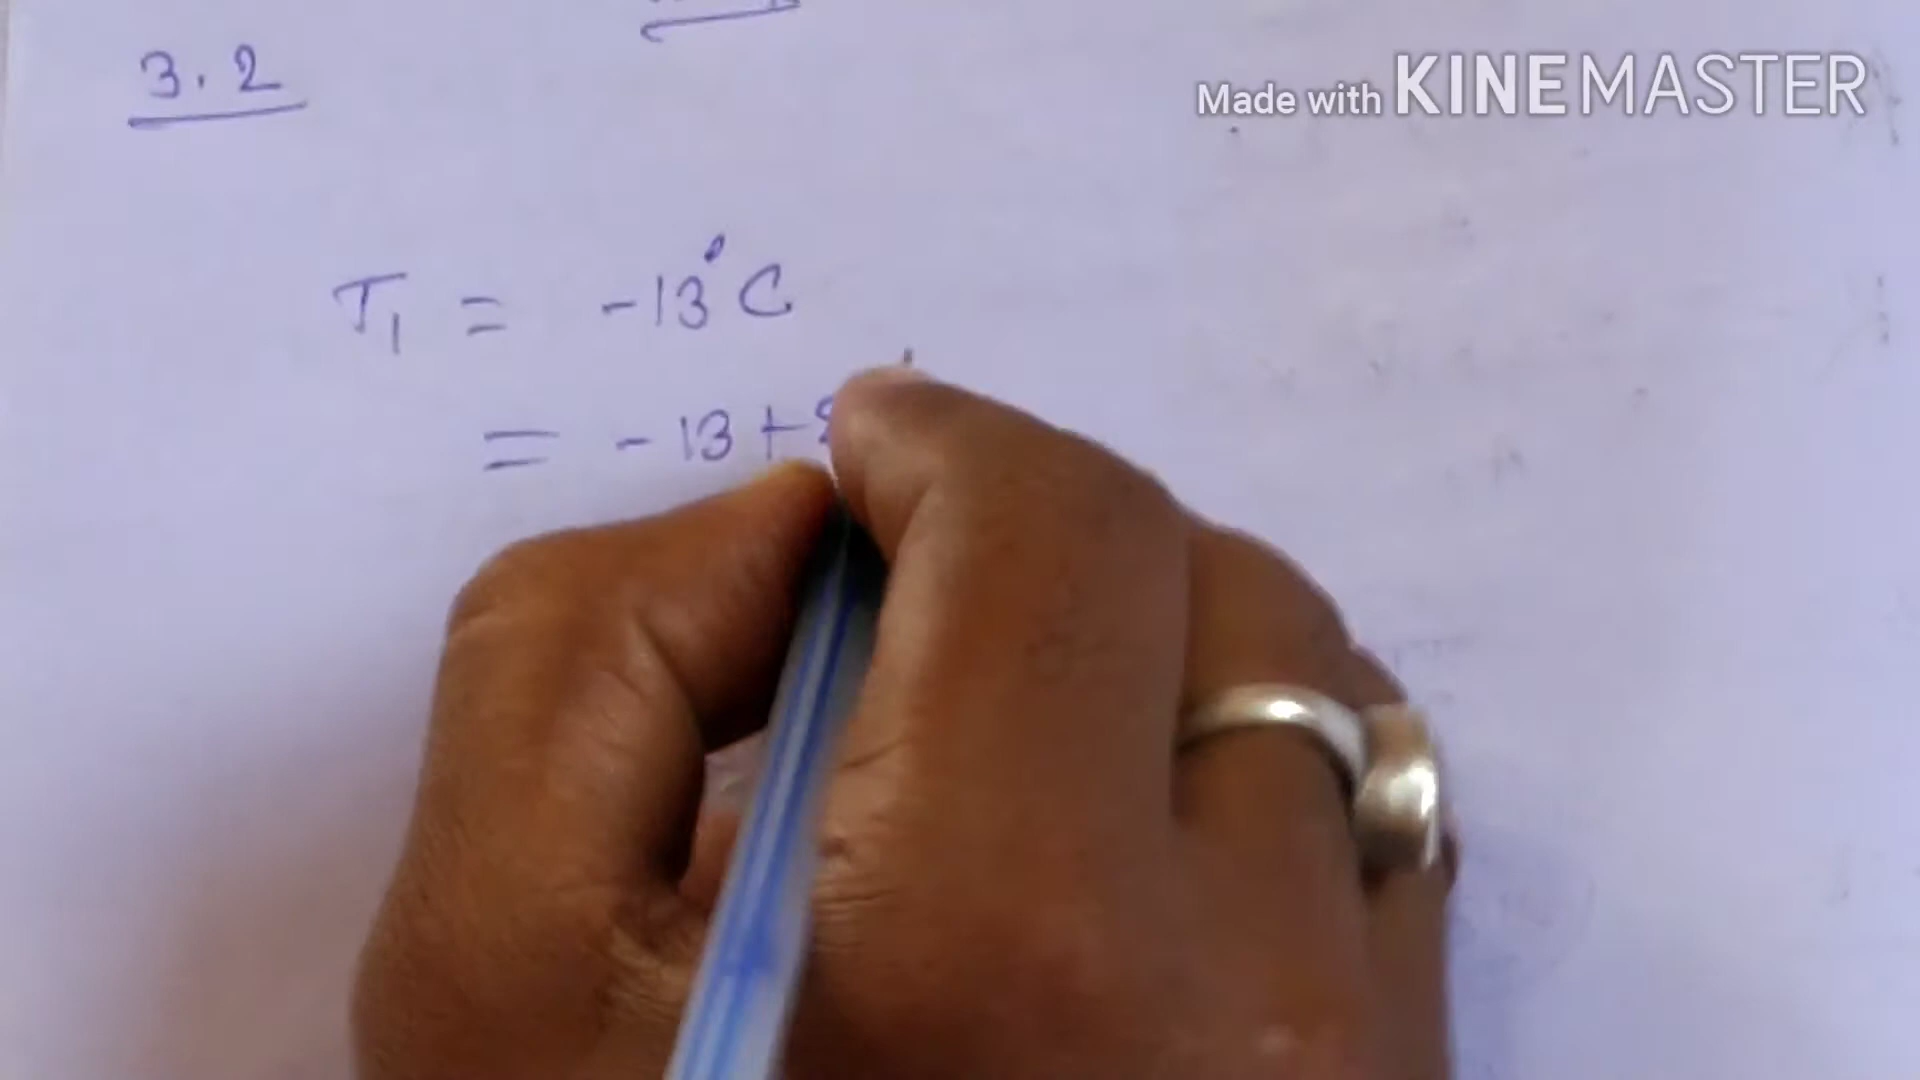 3.2
Made with KINEMASTER
T₁ = -13°C
= -13 +